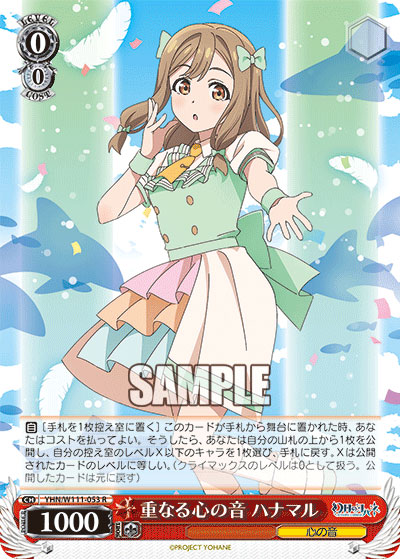 LEVEL
0
0
COST
SAMPLE
自 [手札を1枚控え室に置く] このカードが手札から舞台に置かれた時、あな
たはコストを払ってよい。そうしたら、あなたは自分の山札の上から1枚を公
開し、自分の控え室のレベルX以下のキャラを1枚選び、手札に戻す。Xは公開
されたカードのレベルに等しい。（クライマックスのレベルは0として扱う。公
開したカードは元に戻す）
YHN/W111-053 R
1000
重なる心の音 ハナマル
心の音
©PROJECT YOHANE